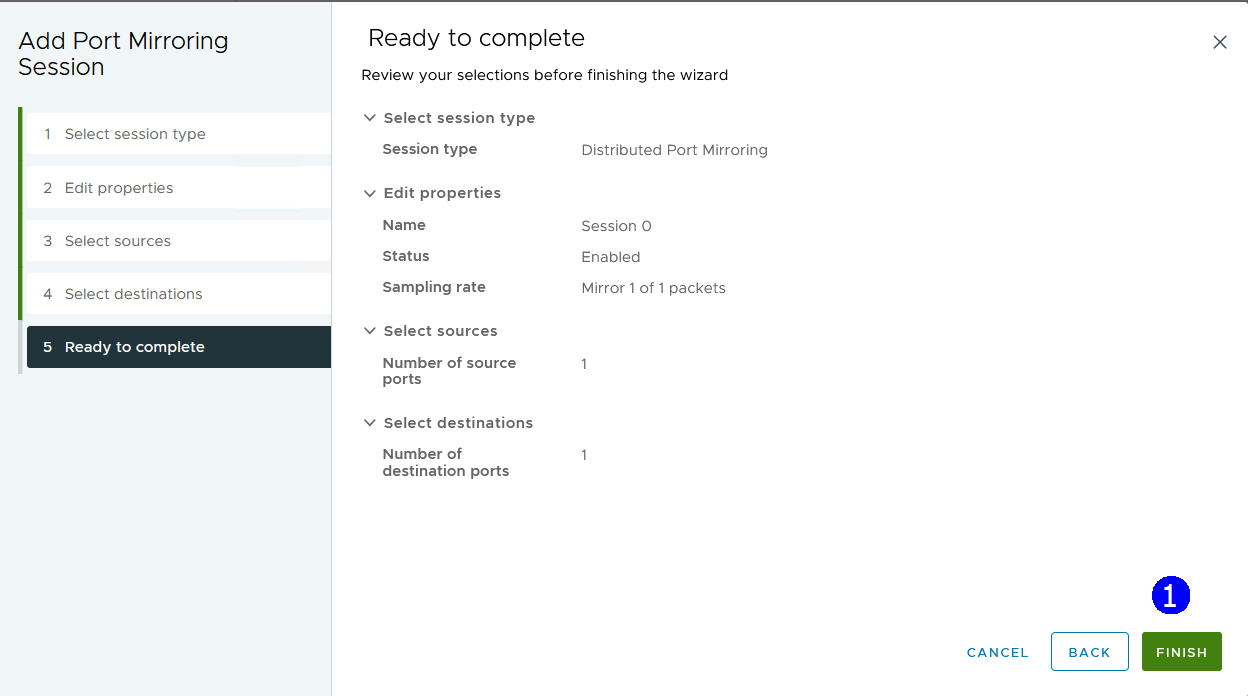 Add Port Mirroring
Session
1 Select session type
2 Edit properties
3 Select sources
4 Select destinations
5 Ready to complete
Ready to complete
Review your selections before finishing the wizard
Select session type
Session type Distributed Port Mirroring
Edit properties
Name Session 0
Status Enabled
Sampling rate Mirror 1 of 1 packets
Select sources
Number of source 1
ports
Select destinations
Number of 1
destination ports
1
CANCEL BACK FINISH